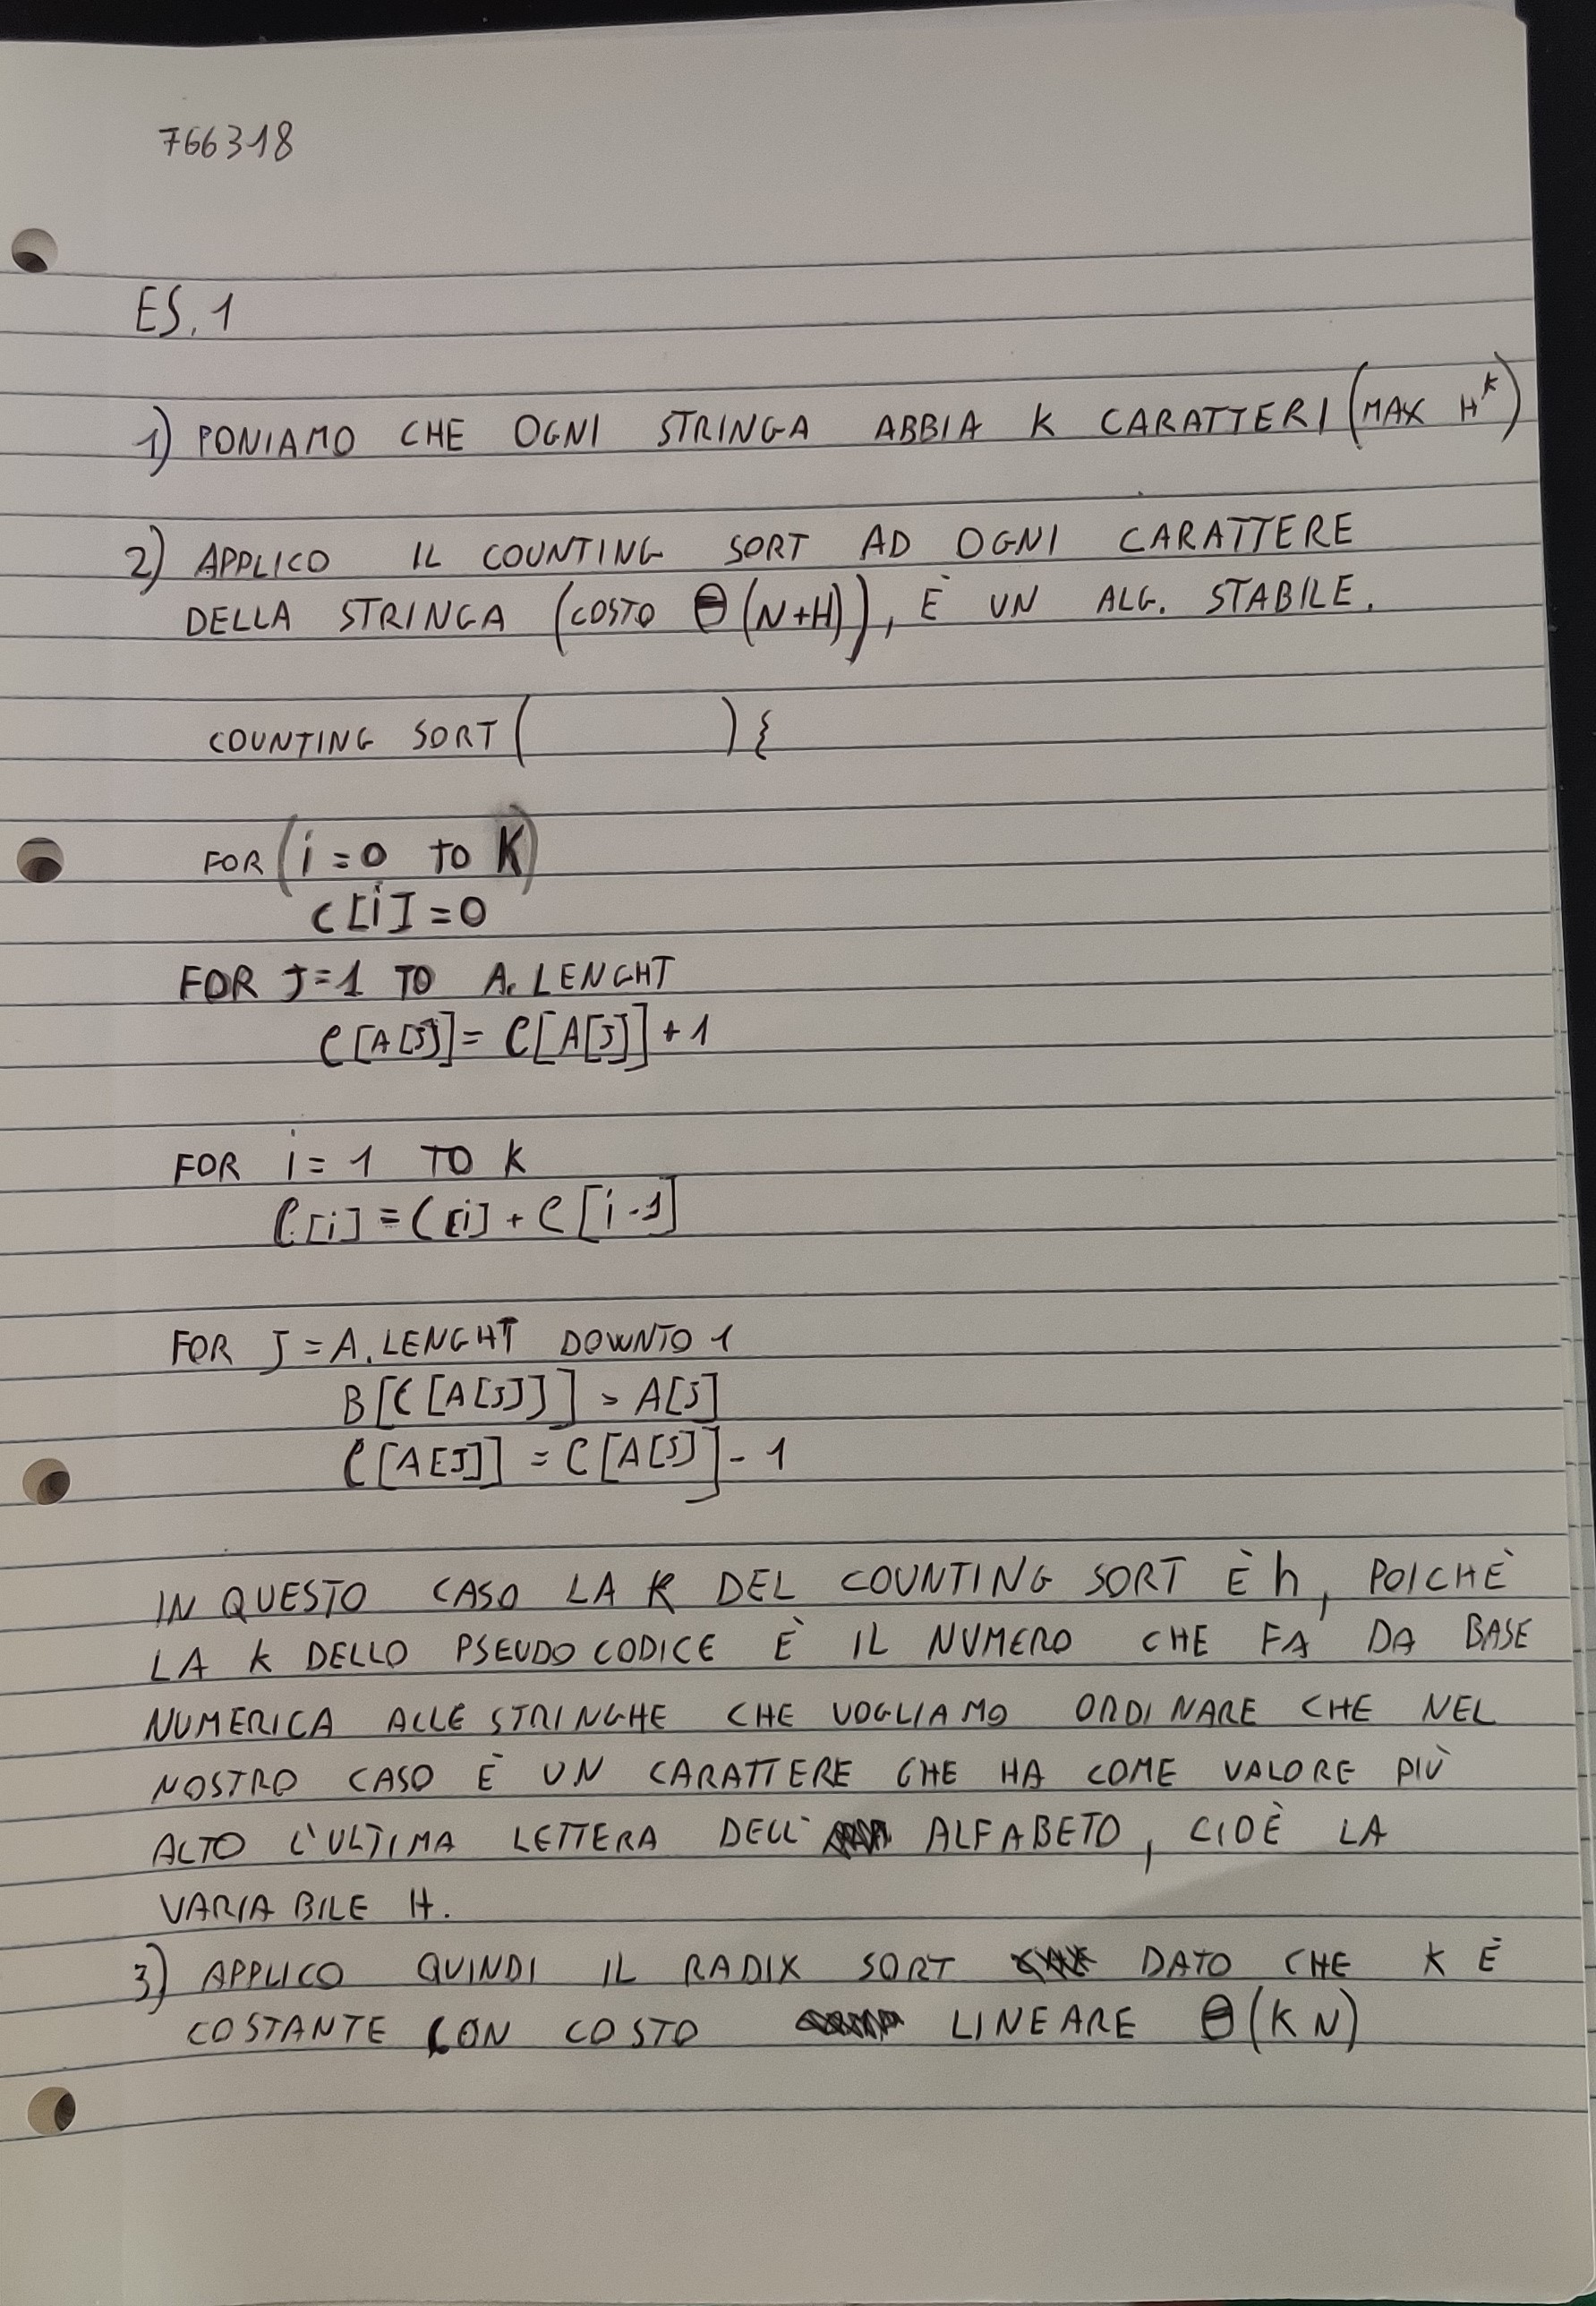 766318
ES. 1
1) PONIAMO CHE OGNI STRINGA ABBIA K CARATTERI (MAX H^K)
2) APPLICO IL COUNTING SORT AD OGNI CARATTERE
DELLA STRINGA (COSTO Θ(N+H)), È UN ALG. STABILE.
COUNTING SORT( ) {
FOR (i=0 TO K)
C[i]=0
FOR J=1 TO A.LENGHT
C[A[J]]= C[A[J]]+1
FOR i=1 TO K
C[i]=C[i]+C[i-1]
FOR J=A.LENGHT DOWNTO 1
B[C[A[J]]] = A[J]
C[A[J]] = C[A[J]]-1
IN QUESTO CASO LA K DEL COUNTING SORT È h, POICHÈ
LA K DELLO PSEUDOCODICE È IL NUMERO CHE FA DA BASE
NUMERICA ALLE STRINGHE CHE VOGLIAMO ORDINARE CHE NEL
NOSTRO CASO È UN CARATTERE CHE HA COME VALORE PIÙ
ALTO L'ULTIMA LETTERA DELL' ALFABETO, CIOÈ LA
VARIABILE H.
3) APPLICO QUINDI IL RADIX SORT DATO CHE K È
COSTANTE CON COSTO LINEARE Θ(KN)